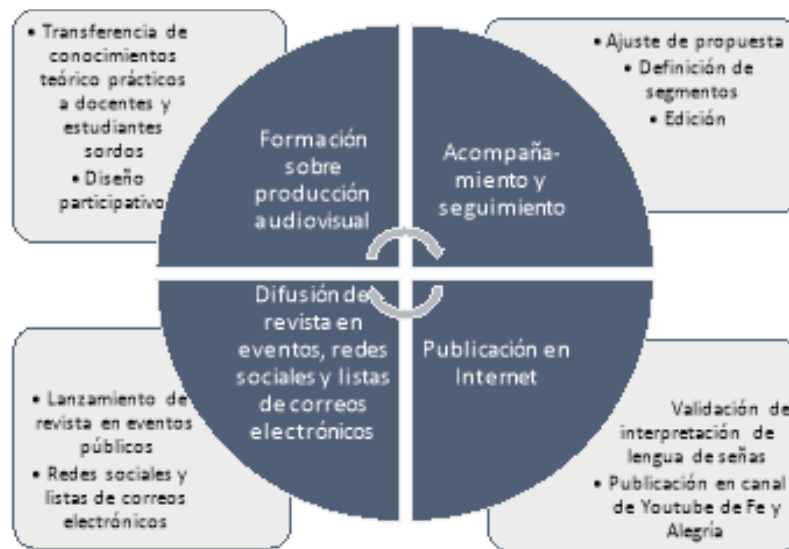 • Transferencia de
conocimientos
teórico prácticos
a docentes y
estudiantes
sordos
• Diseño
participativo
Formación
sobre
producción
audiovisual
Acompaña-
miento y
seguimiento
• Ajuste de propuesta
• Definición de
segmentos
• Edición
Difusión de
revista en
eventos, redes
sociales y listas
de correos
electrónicos
Publicación en
Internet
• Lanzamiento de
revista en eventos
públicos
• Redes sociales y
listas de correos
electrónicos
Validación de
interpretación de
lengua de señas
• Publicación en canal
de Youtube de Fe y
Alegría